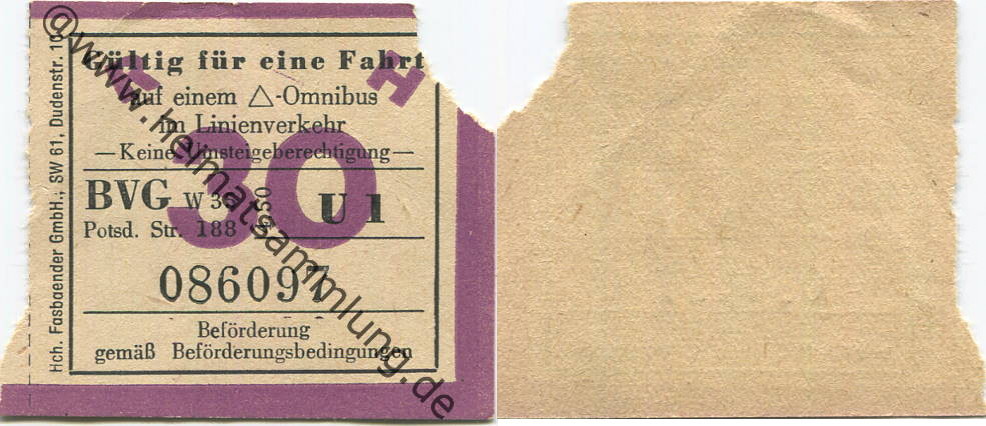 Gültig für eine Fahrt
auf einem △-Omnibus
im Linienverkehr
— Keine Umsteigeberechtigung —
H
H
30
BVG W 35
Potsd. Str. 188
U 1
086097
Beförderung
gemäß Beförderungsbedingungen
Hch. Fasbaender GmbH., SW 61, Dudenstr. 10
@www.heimatsammlung.de